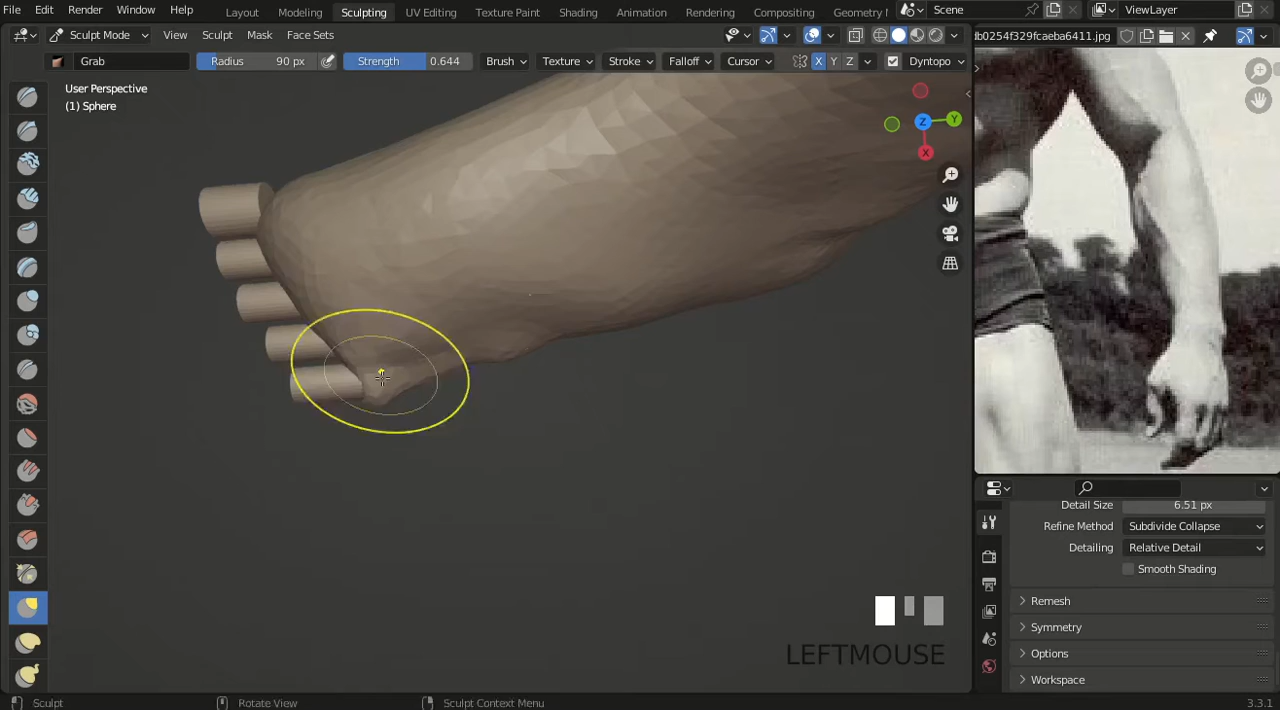 File Edit Render Window Help Layout Modeling Sculpting UV Editing Texture Paint Shading Animation Rendering Compositing Geometry N Scene ViewLayer
Sculpt Mode View Sculpt Mask Face Sets db0254f329fcaeba6411.jpg
Grab Radius 90 px Strength 0.644 Brush Texture Stroke Falloff Cursor X Y Z Dyntopo
User Perspective
(1) Sphere
Z Y
X
Detail Size 6.51 px
Refine Method Subdivide Collapse
Detailing Relative Detail
Smooth Shading
Remesh
Symmetry
Options
Workspace
LEFTMOUSE
Sculpt Rotate View Sculpt Context Menu 3.3.1